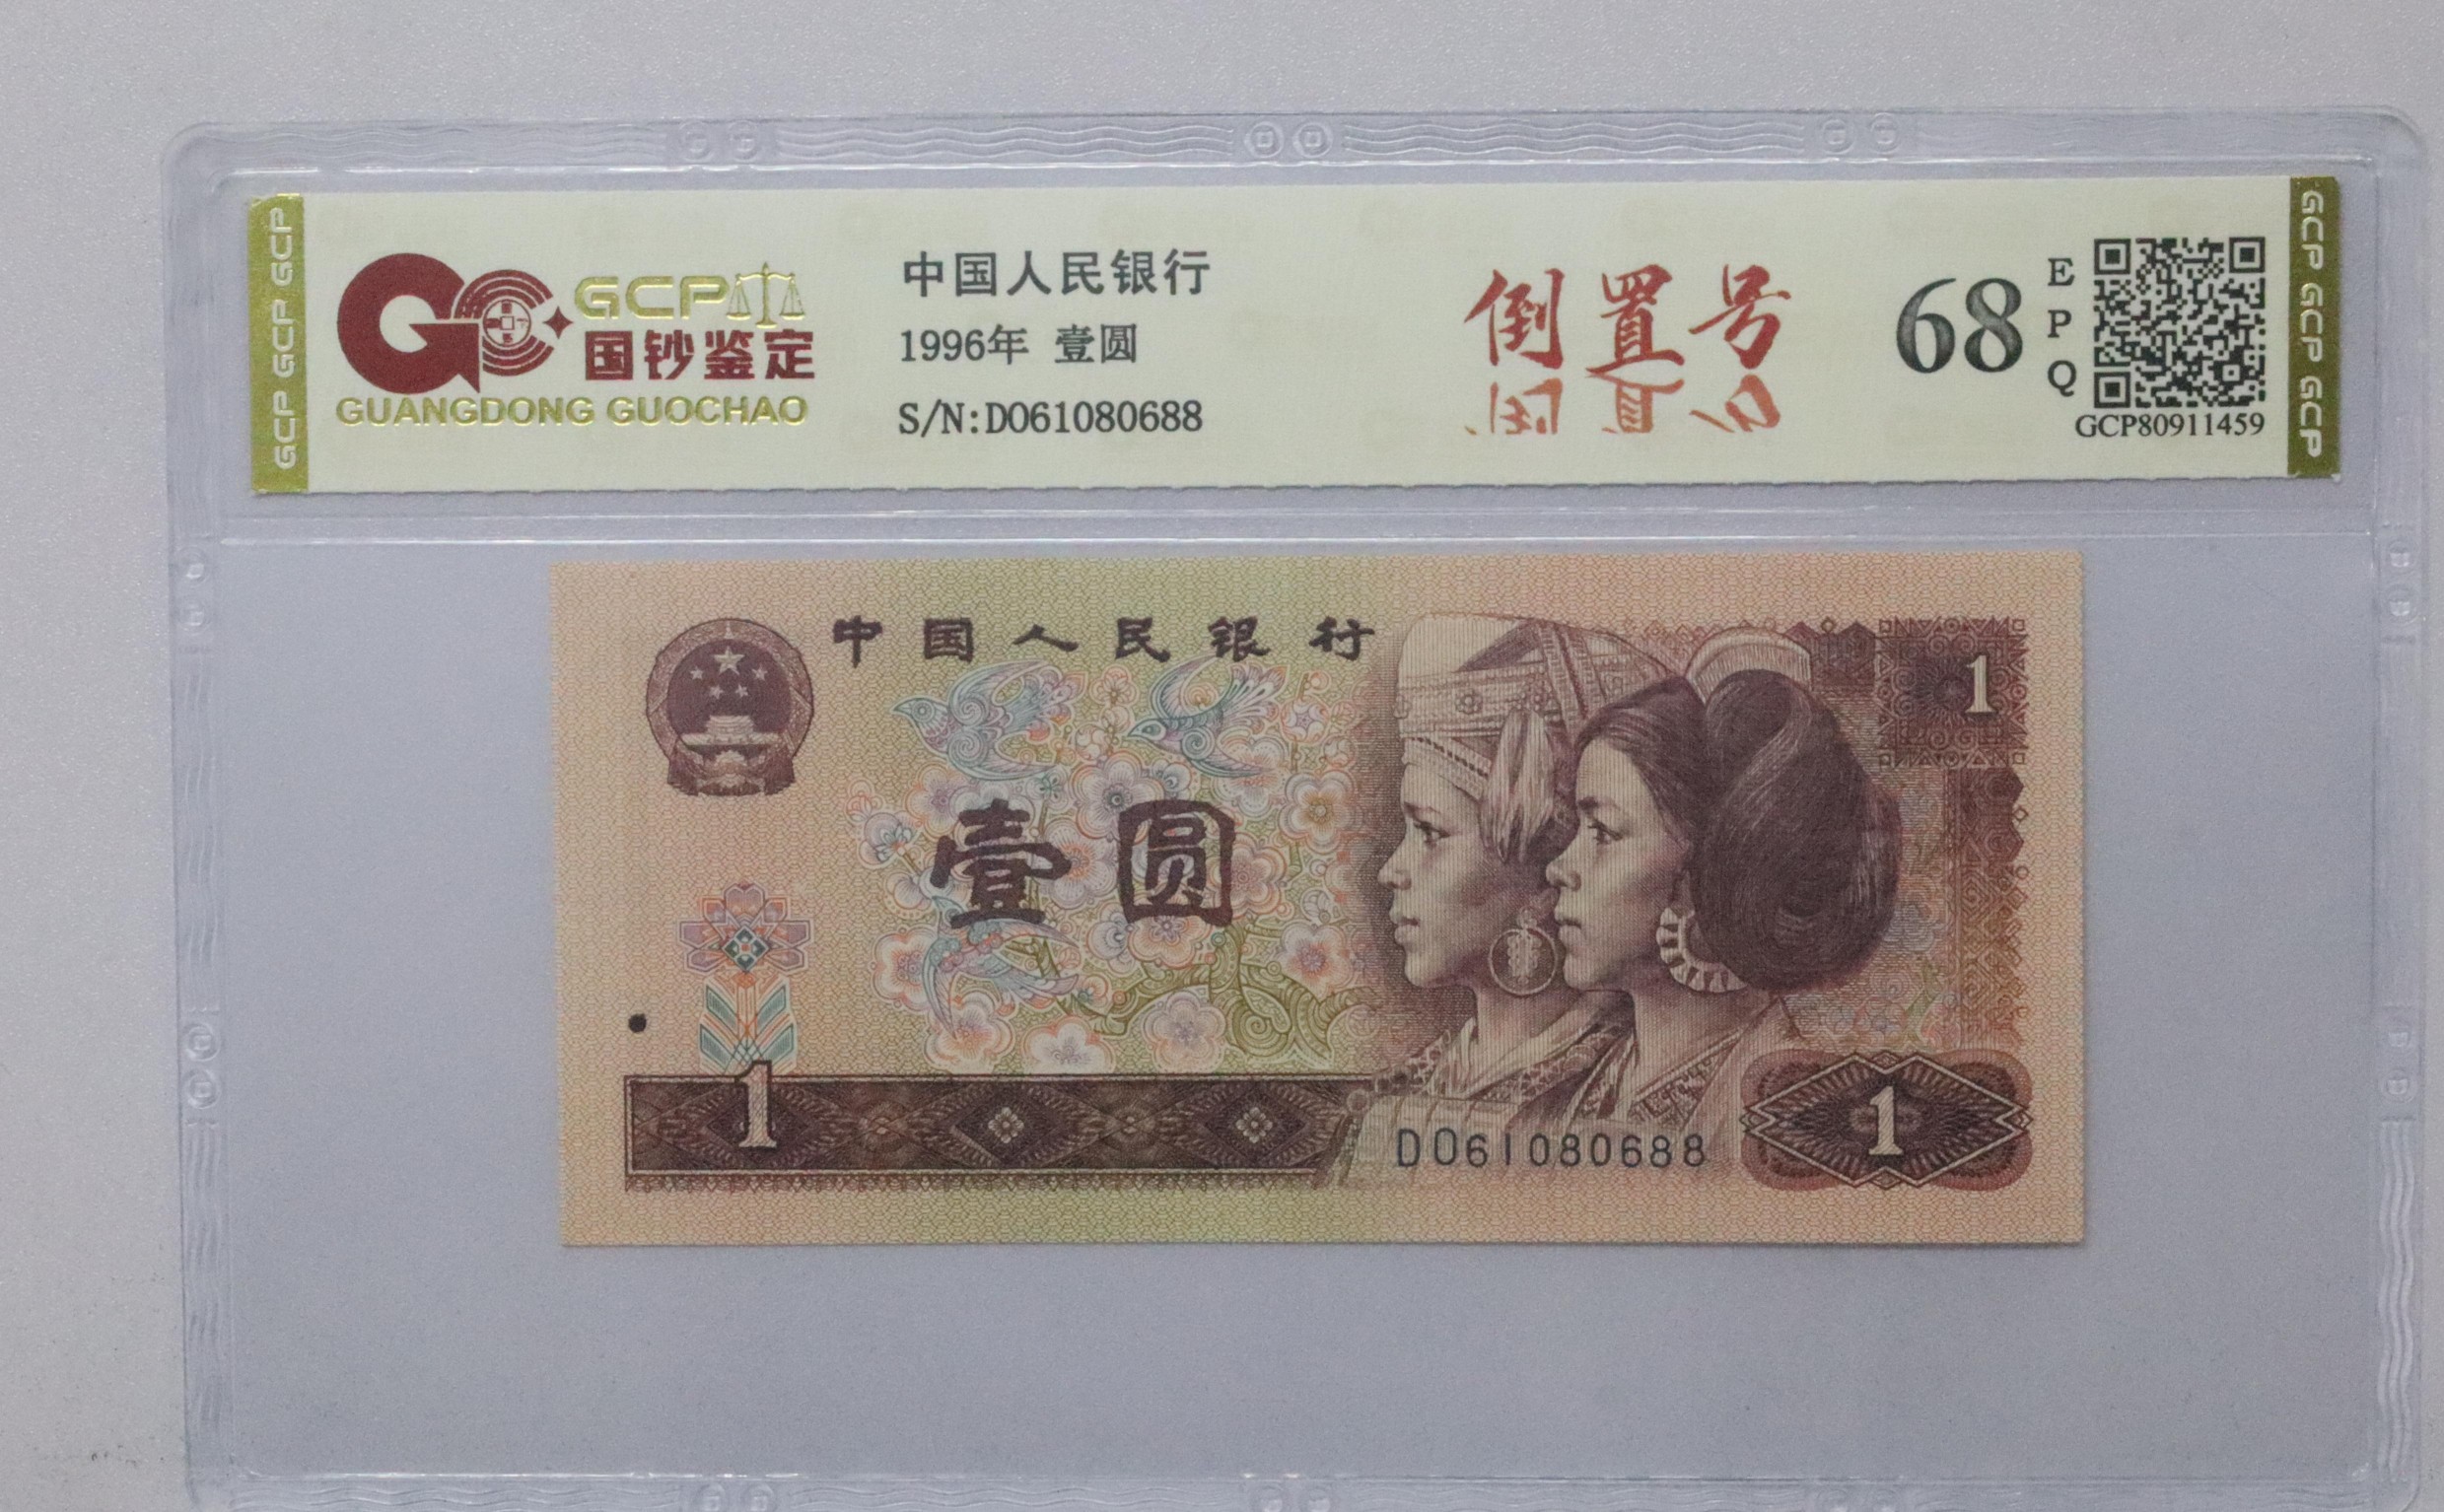 GCP GCP GCP
GCP
国钞鉴定
GUANGDONG GUOCHAO
中国人民银行
1996年 壹圆
S/N:DO61080688
倒置号
68
E
P
Q
GCP80911459
GCP GCP GCP
中国人民银行
1
壹圆
1
DO61080688
1